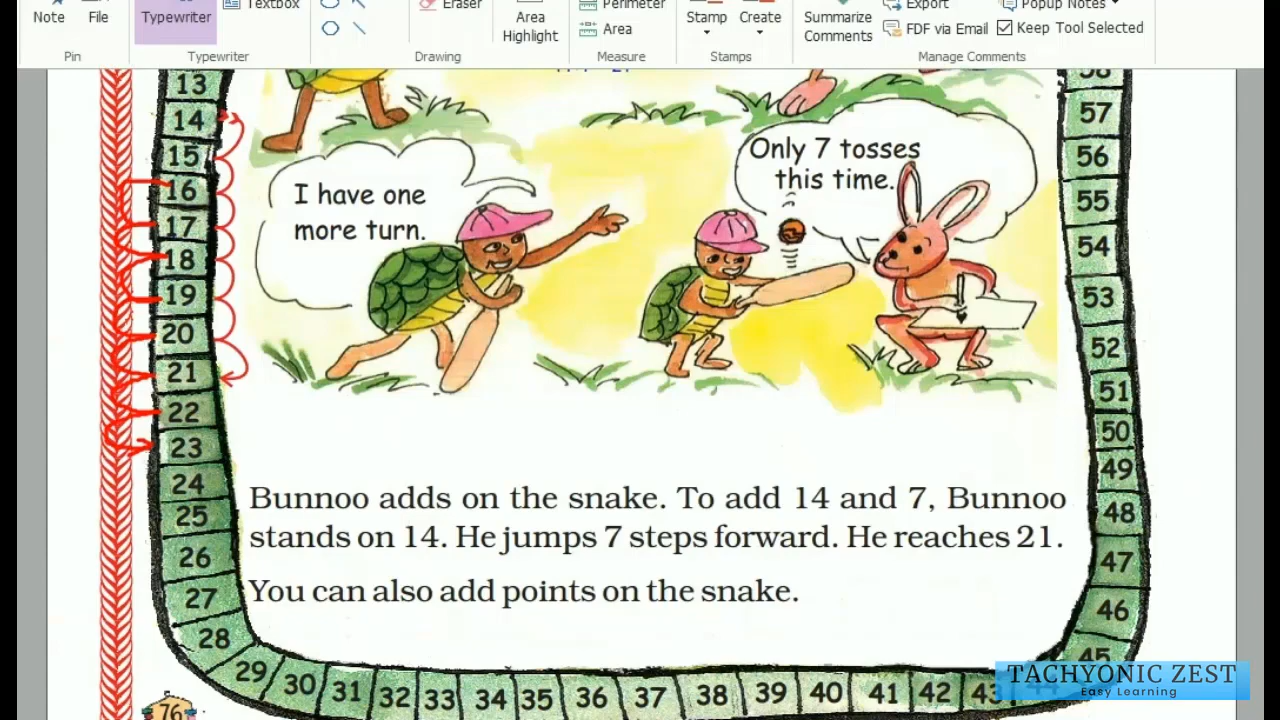 Note
File
Typewriter
Textbox
Eraser
Area
Highlight
Perimeter
Area
Stamp
Create
Summarize
Comments
Export
FDF via Email
Popup Notes
Keep Tool Selected
Pin
Typewriter
Drawing
Measure
Stamps
Manage Comments
13
14
15
16
17
18
19
20
21
22
23
24
25
26
27
28
29
30
31
32
33
34
35
36
37
38
39
40
41
42
43
44
45
46
47
48
49
50
51
52
53
54
55
56
57
58
I have one
more turn.
Only 7 tosses
this time.
Bunnoo adds on the snake. To add 14 and 7, Bunnoo
stands on 14. He jumps 7 steps forward. He reaches 21.
You can also add points on the snake.
76
TACHYONIC ZEST
Easy Learning